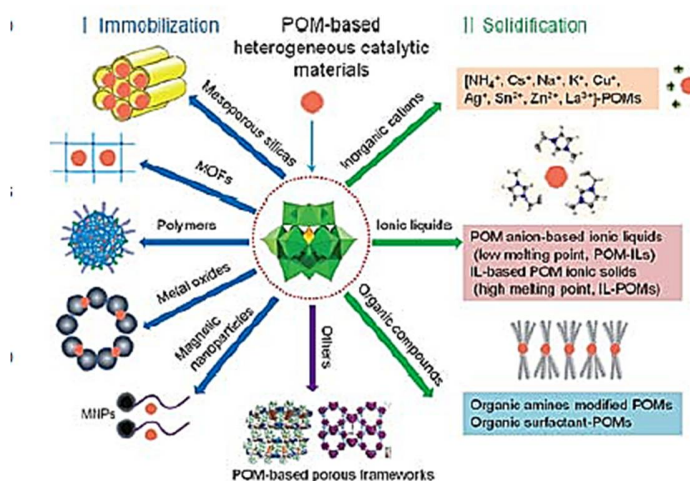 I Immobilization
POM-based
heterogeneous catalytic
materials
II Solidification
[NH₄⁺, Cs⁺, Na⁺, K⁺, Cu⁺,
Ag⁺, Sn²⁺, Zn²⁺, La³⁺]-POMs
Mesoporous silicas
Inorganic cations
MOFs
Polymers
Ionic liquids
POM anion-based ionic liquids
(low melting point, POM-ILs)
IL-based POM ionic solids
(high melting point, IL-POMs)
Metal oxides
Magnetic
nanoparticles
Others
Organic compounds
MNPs
Organic amines modified POMs
Organic surfactant-POMs
POM-based porous frameworks